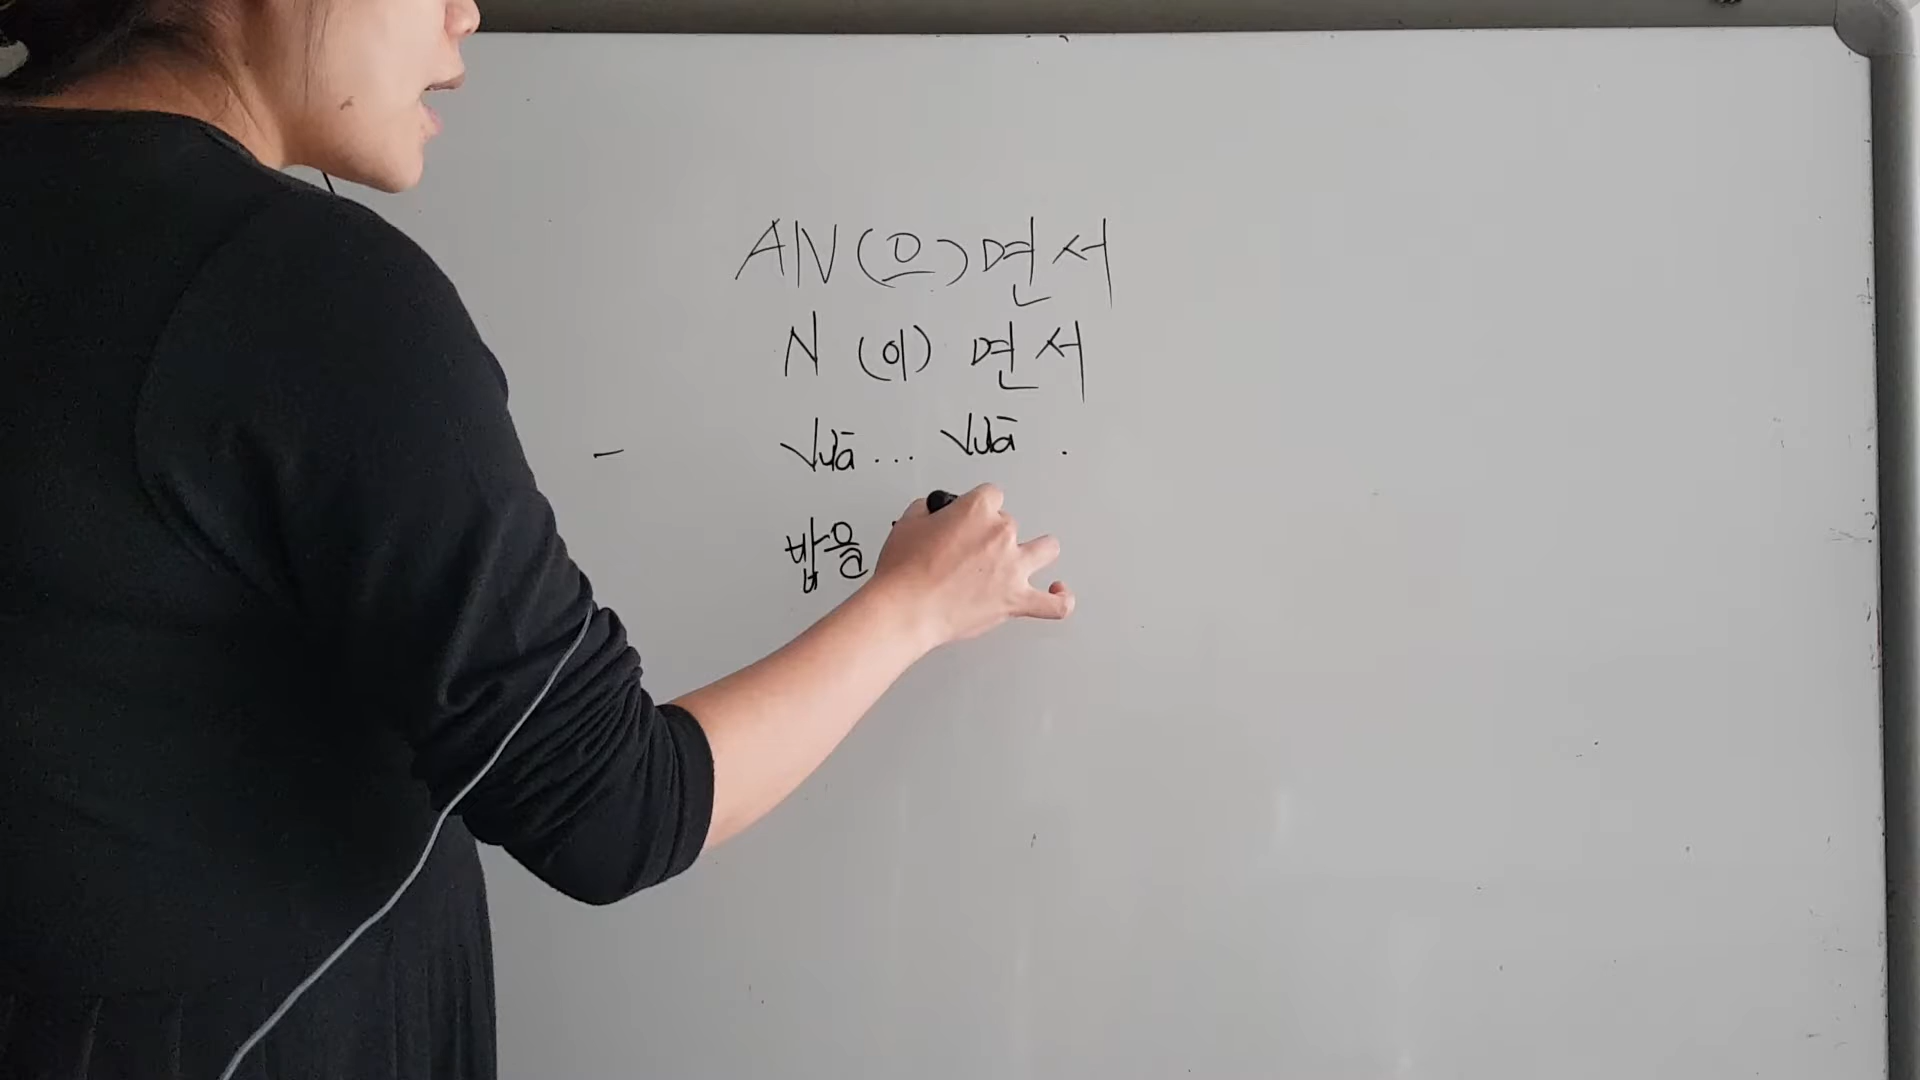 A/V (으) 면서
N (이) 면서
- vừa ... vừa .
밥을